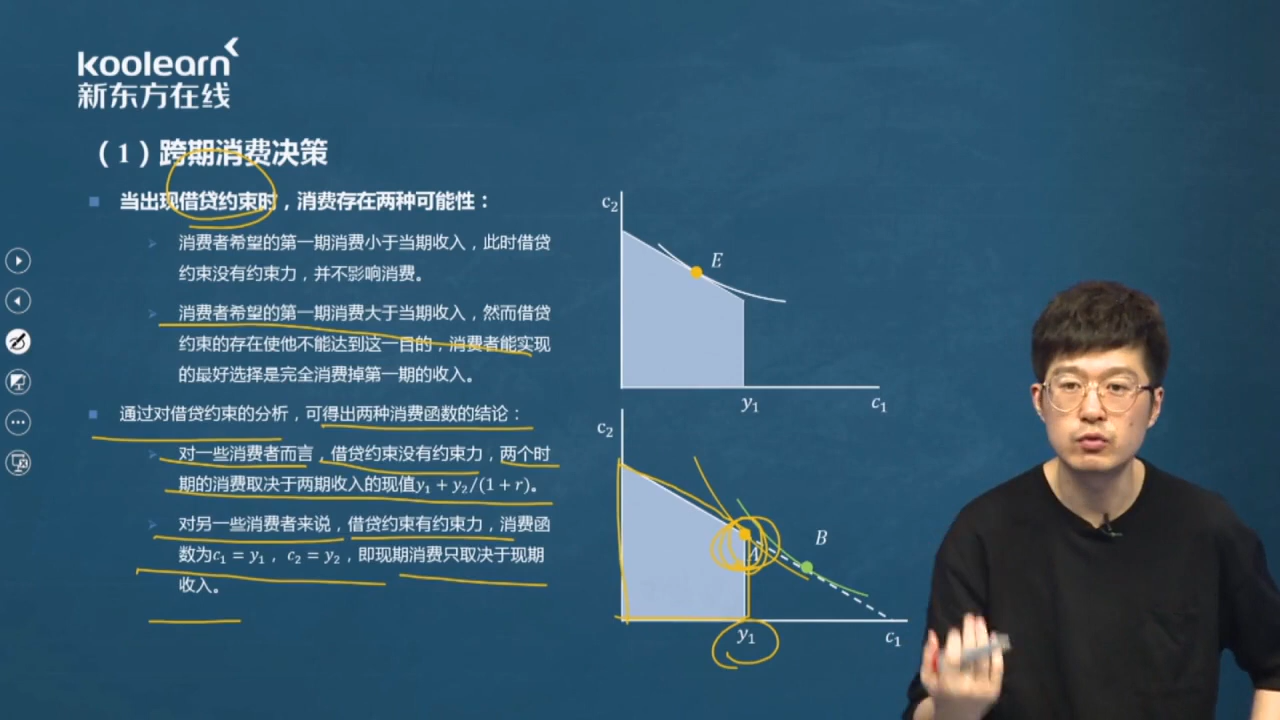 koolearn
新东方在线
（1）跨期消费决策
当出现借贷约束时，消费存在两种可能性：
消费者希望的第一期消费小于当期收入，此时借贷
约束没有约束力，并不影响消费。
消费者希望的第一期消费大于当期收入，然而借贷
约束的存在使他不能达到这一目的，消费者能实现
的最好选择是完全消费掉第一期的收入。
通过对借贷约束的分析，可得出两种消费函数的结论：
对一些消费者而言，借贷约束没有约束力，两个时
期的消费取决于两期收入的现值y₁ + y₂/(1 + r)。
对另一些消费者来说，借贷约束有约束力，消费函
数为c₁ = y₁，c₂ = y₂，即现期消费只取决于现期
收入。
c₂
E
y₁
c₁
c₂
A
B
y₁
c₁